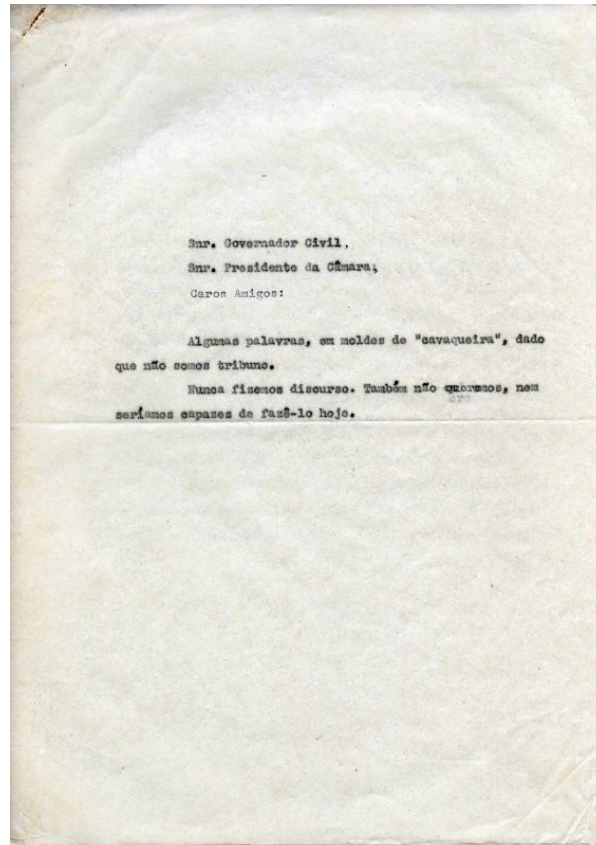 Snr. Governador Civil,
Snr. Presidente da Câmara,
Caros Amigos:
Algumas palavras, em moldes de "cavaqueira", dado
que não somos tribuno.
Nunca fizemos discurso. Também não queremos, nem
seríamos capazes de fazê-lo hoje.